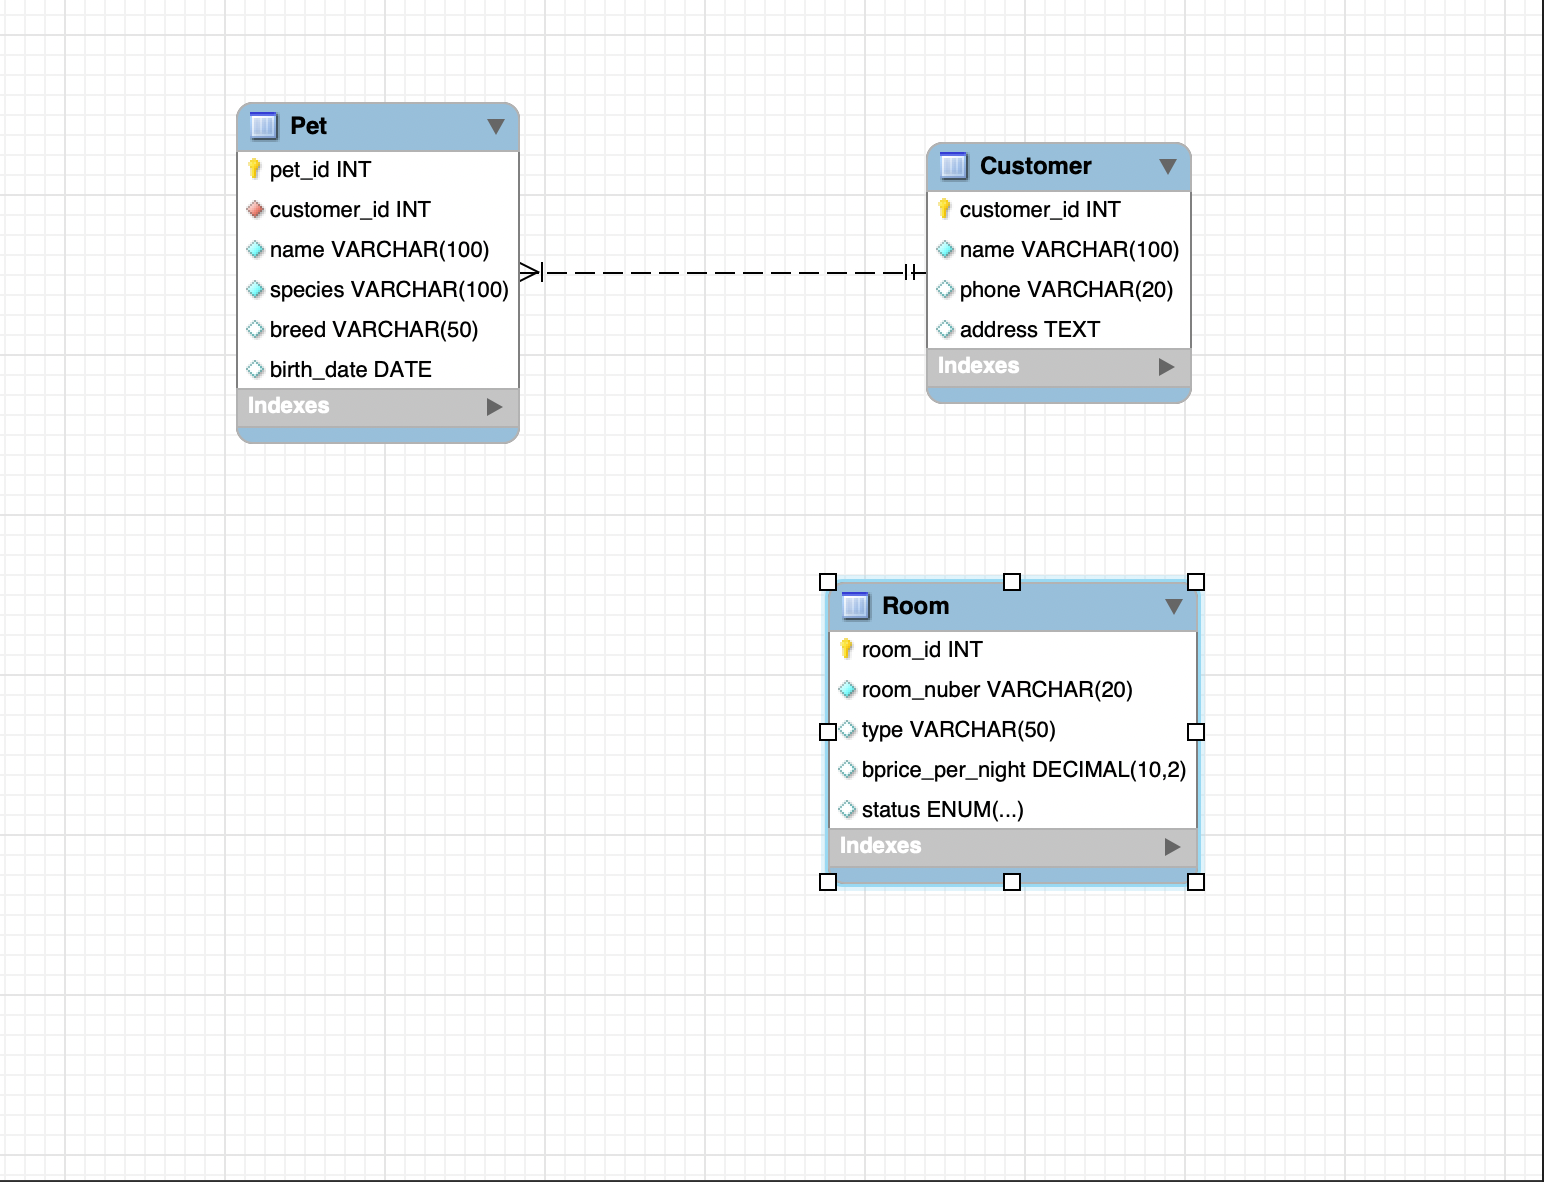 Pet
pet_id INT
customer_id INT
name VARCHAR(100)
species VARCHAR(100)
breed VARCHAR(50)
birth_date DATE
Indexes
Customer
customer_id INT
name VARCHAR(100)
phone VARCHAR(20)
address TEXT
Indexes
Room
room_id INT
room_nuber VARCHAR(20)
type VARCHAR(50)
bprice_per_night DECIMAL(10,2)
status ENUM(...)
Indexes